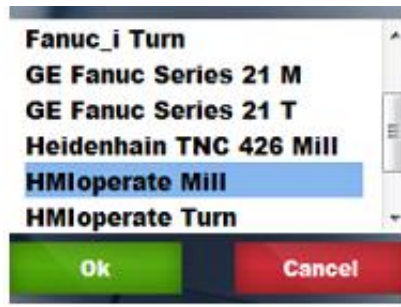 Fanuc_i Turn
GE Fanuc Series 21 M
GE Fanuc Series 21 T
Heidenhain TNC 426 Mill
HMIoperate Mill
HMIoperate Turn
Ok Cancel